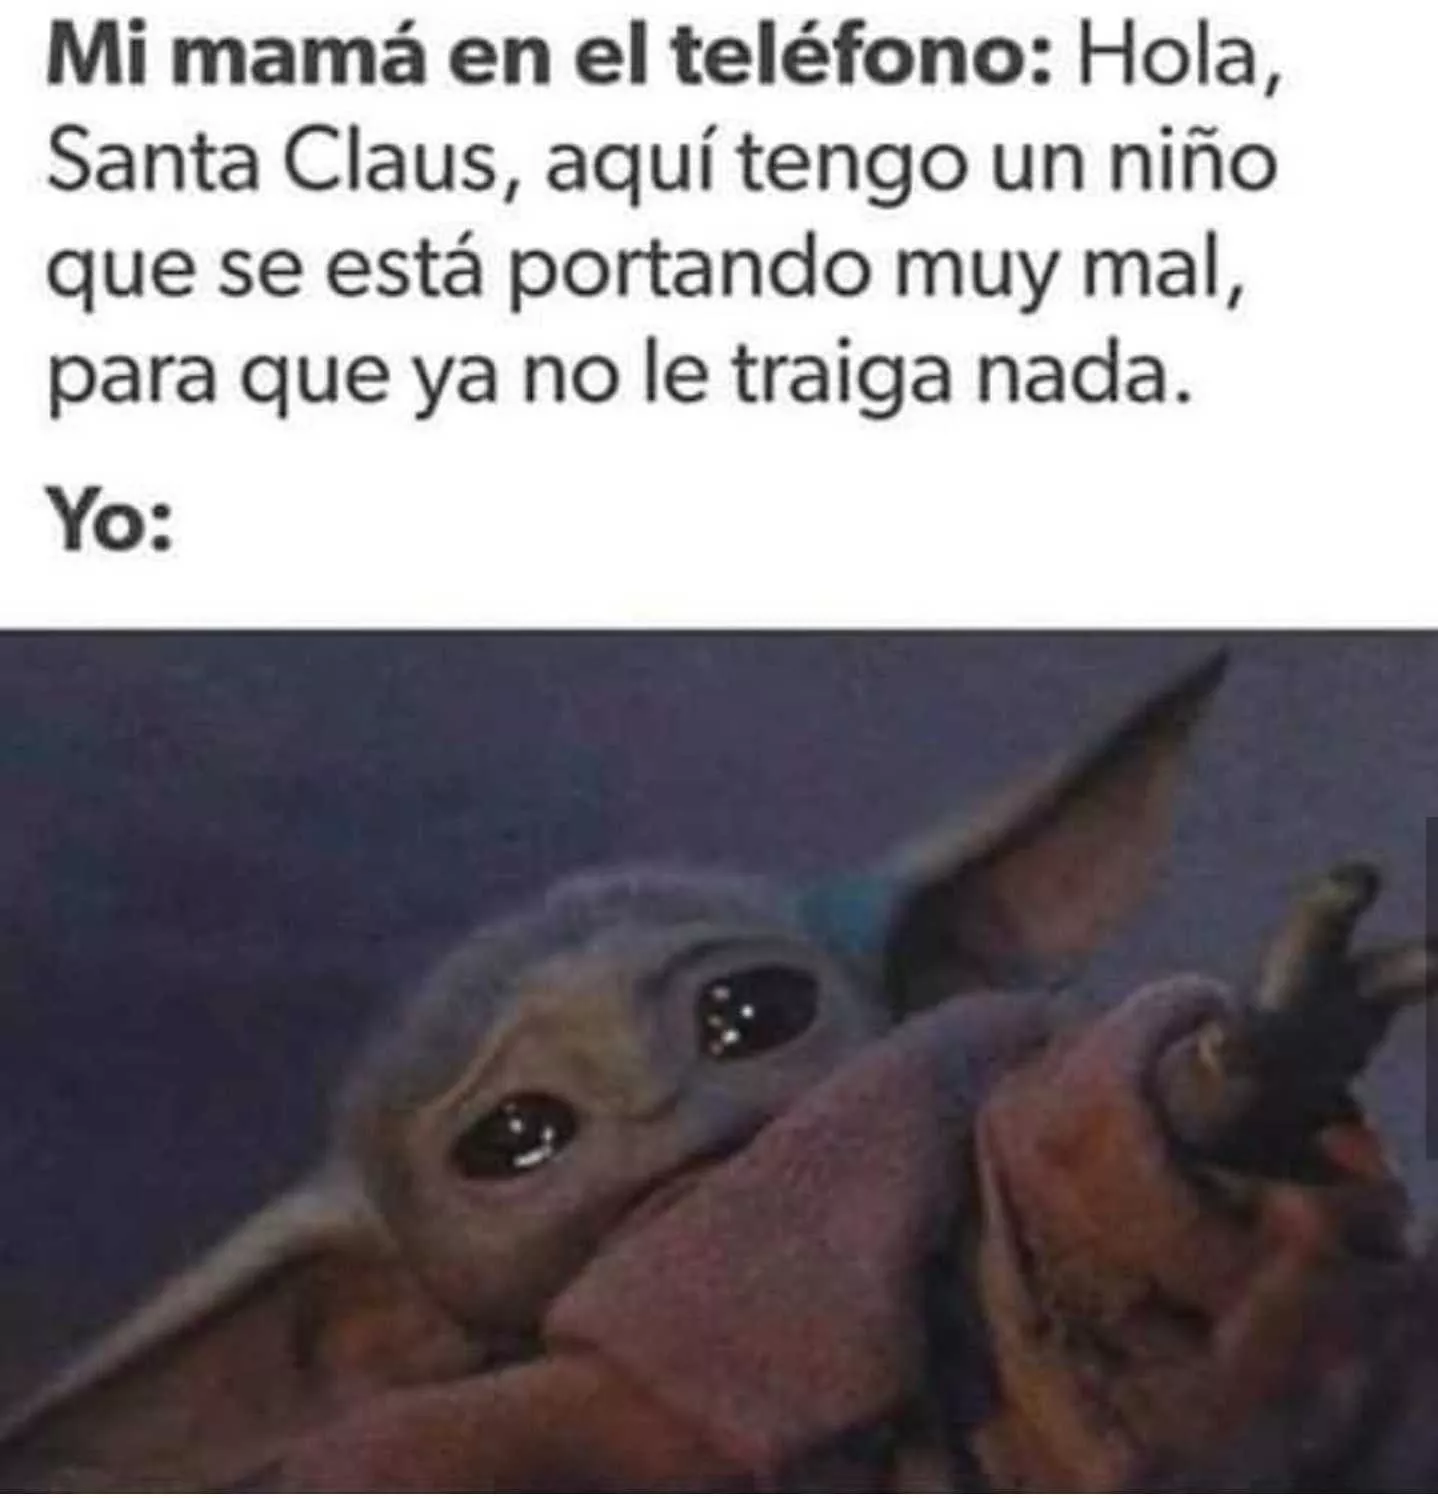 Mi mamá en el teléfono: Hola,
Santa Claus, aquí tengo un niño
que se está portando muy mal,
para que ya no le traiga nada.
Yo: